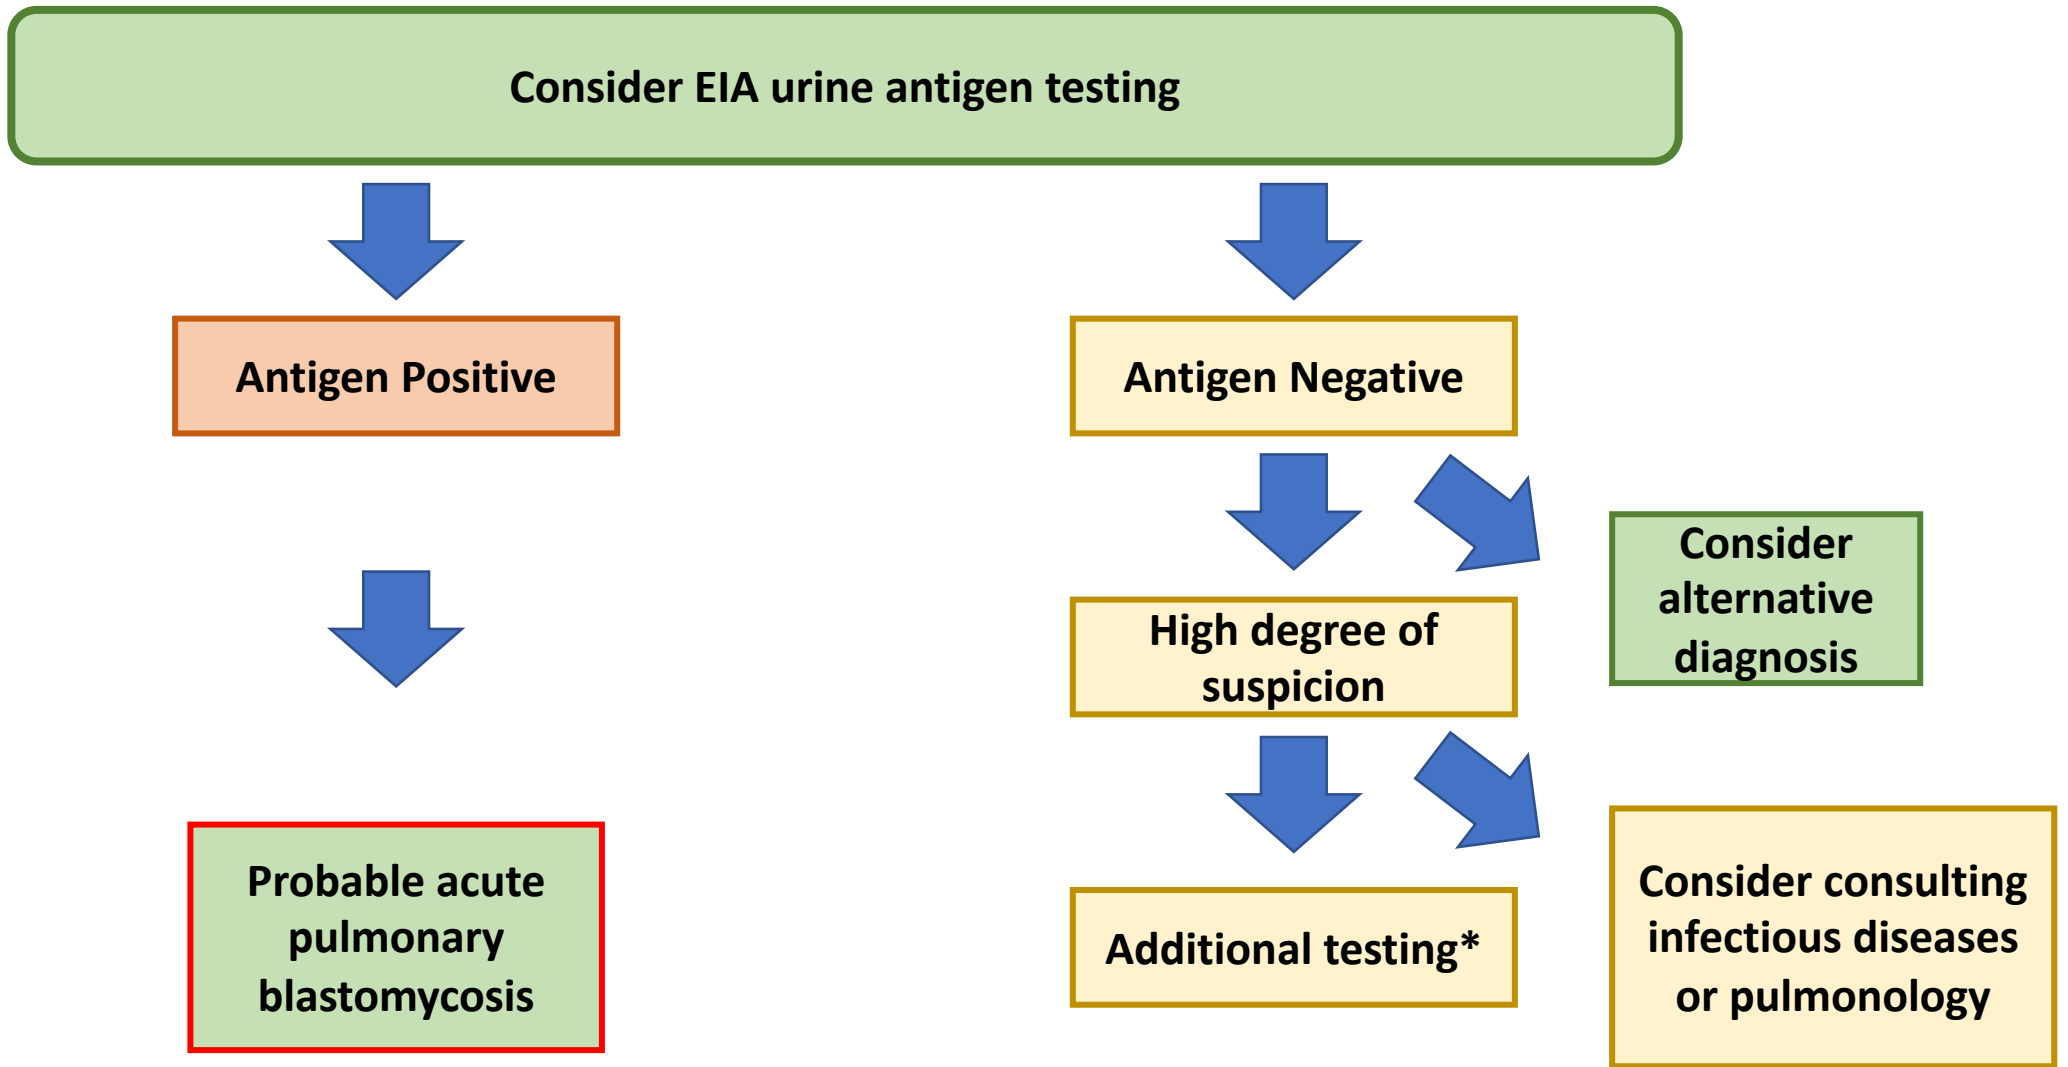 Consider EIA urine antigen testing
Antigen Positive
Antigen Negative
Consider
alternative
diagnosis
High degree of
suspicion
Probable acute
pulmonary
blastomycosis
Additional testing*
Consider consulting
infectious diseases
or pulmonology